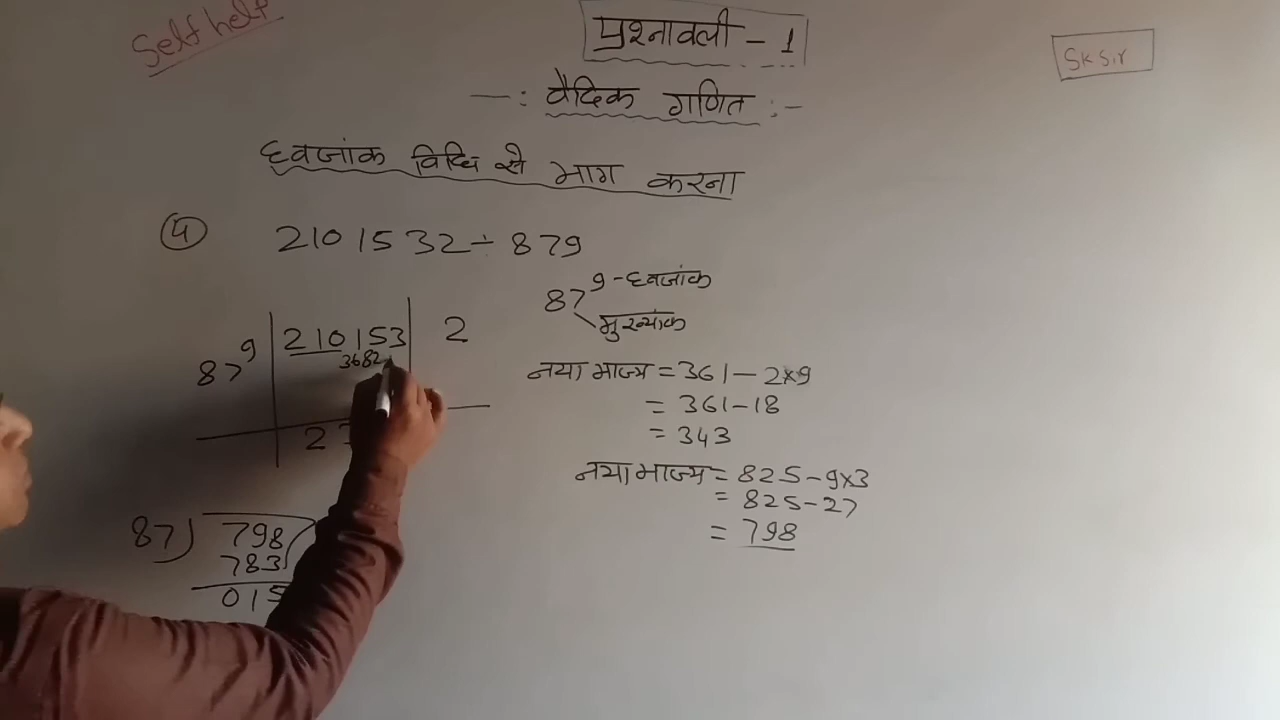 Self help
प्रश्नावली - 1
Sk Sir
-: वैदिक गणित :-
ध्वजांक विधि से भाग करना
④ 2101532 ÷ 879
87 9 - ध्वजांक
मुख्यांक
87 9 | 210153 | 2
3682
2 3
नया भाज्य = 361 - 2×9
= 361 - 18
= 343
नया भाज्य = 825 - 9×3
= 825 - 27
= 798
87) 798
783
015